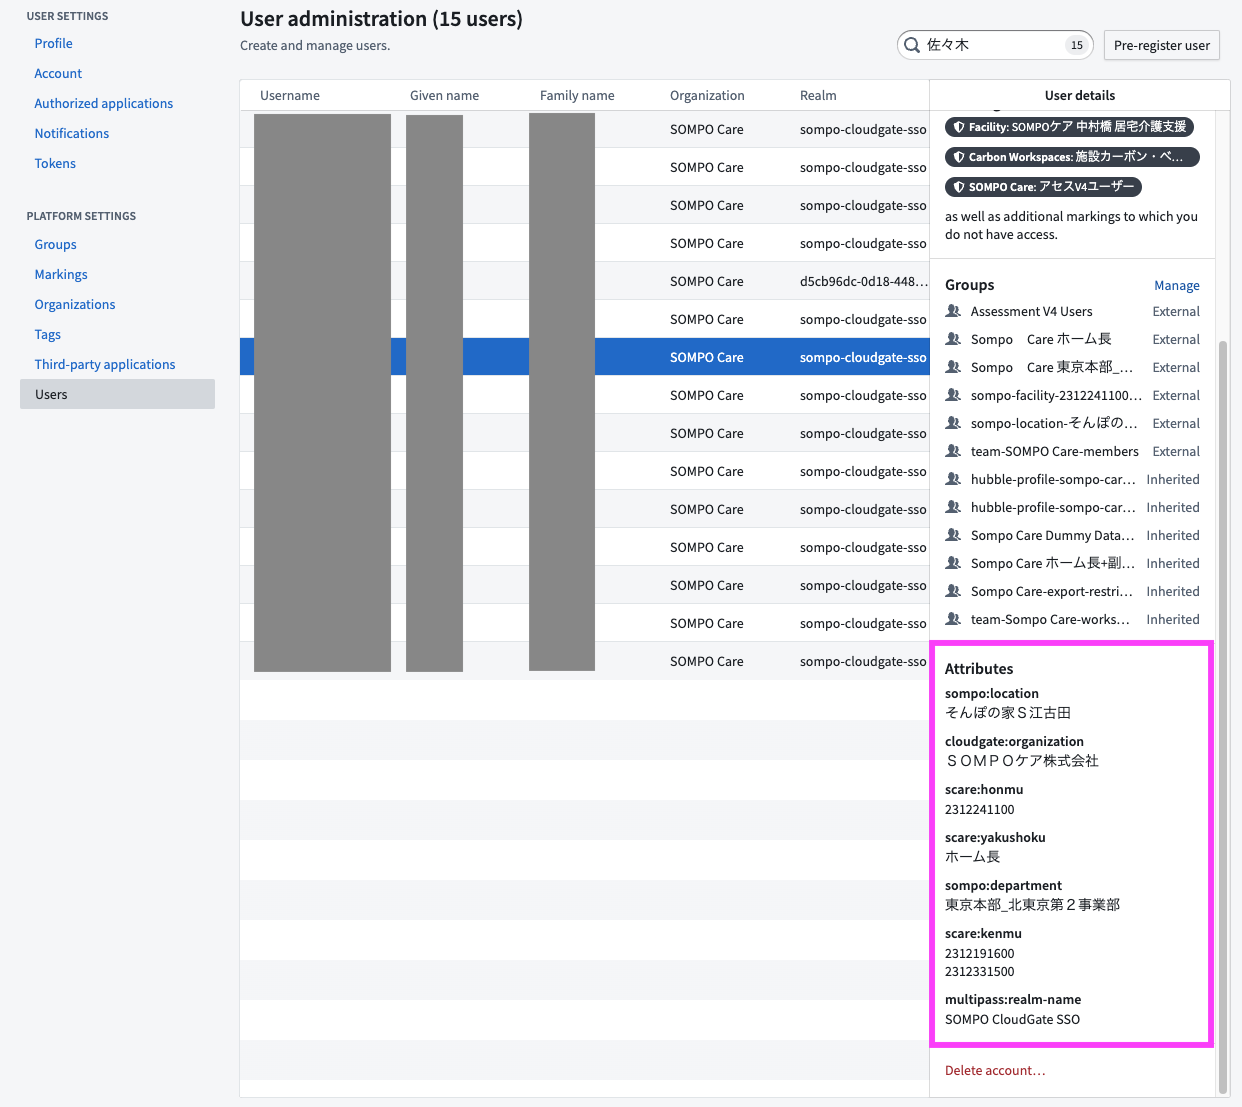 USER SETTINGS
Profile
Account
Authorized applications
Notifications
Tokens
PLATFORM SETTINGS
Groups
Markings
Organizations
Tags
Third-party applications
Users
User administration (15 users)
Create and manage users.
佐々木 15
Pre-register user
Username Given name Family name Organization Realm
SOMPO Care sompo-cloudgate-sso
SOMPO Care sompo-cloudgate-sso
SOMPO Care sompo-cloudgate-sso
SOMPO Care sompo-cloudgate-sso
SOMPO Care d5cb96dc-0d18-448…
SOMPO Care sompo-cloudgate-sso
SOMPO Care sompo-cloudgate-sso
SOMPO Care sompo-cloudgate-sso
SOMPO Care sompo-cloudgate-sso
SOMPO Care sompo-cloudgate-sso
SOMPO Care sompo-cloudgate-sso
SOMPO Care sompo-cloudgate-sso
SOMPO Care sompo-cloudgate-sso
SOMPO Care sompo-cloudgate-sso
SOMPO Care sompo-cloudgate-sso
User details
Facility: SOMPOケア 中村橋 居宅介護支援
Carbon Workspaces: 施設カーボン・ベ…
SOMPO Care: アセスV4ユーザー
as well as additional markings to which you
do not have access.
Groups Manage
Assessment V4 Users External
Sompo　Care ホーム長 External
Sompo　Care 東京本部_… External
sompo-facility-2312241100… External
sompo-location-そんぽの… External
team-SOMPO Care-members External
hubble-profile-sompo-car… Inherited
hubble-profile-sompo-car… Inherited
Sompo Care Dummy Data… Inherited
Sompo Care ホーム長+副… Inherited
Sompo Care-export-restri… Inherited
team-Sompo Care-works… Inherited
Attributes
sompo:location
そんぽの家Ｓ江古田
cloudgate:organization
ＳＯＭＰＯケア株式会社
scare:honmu
2312241100
scare:yakushoku
ホーム長
sompo:department
東京本部_北東京第２事業部
scare:kenmu
2312191600
2312331500
multipass:realm-name
SOMPO CloudGate SSO
Delete account…